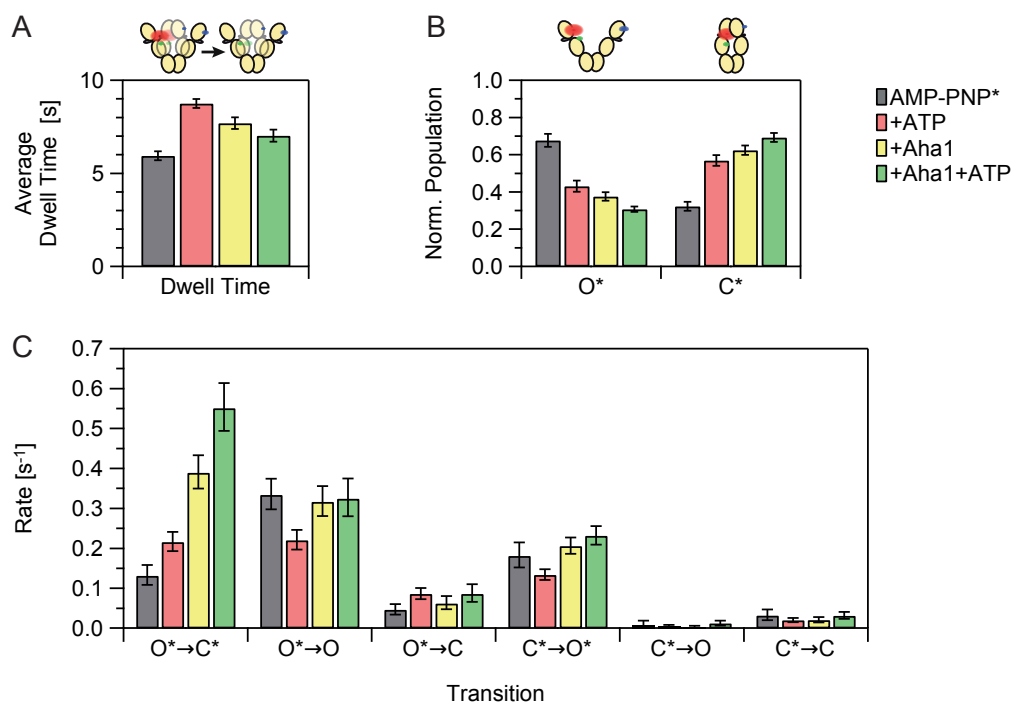 A
B
10
5
0
Average
Dwell Time [s]
Dwell Time
1.0
0.8
0.6
0.4
0.2
0.0
Norm. Population
O*
C*
AMP-PNP*
+ATP
+Aha1
+Aha1+ATP
C
0.7
0.6
0.5
0.4
0.3
0.2
0.1
0.0
Rate [s⁻¹]
O*→C*
O*→O
O*→C
C*→O*
C*→O
C*→C
Transition